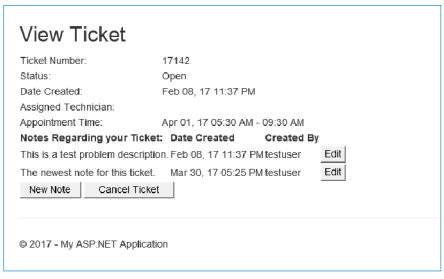 View Ticket
Ticket Number: 17142
Status: Open
Date Created: Feb 08, 17 11:37 PM
Assigned Technician:
Appointment Time: Apr 01, 17 05:30 AM - 09:30 AM
Notes Regarding your Ticket: Date Created Created By
This is a test problem description. Feb 08, 17 11:37 PM testuser Edit
The newest note for this ticket. Mar 30, 17 05:25 PM testuser Edit
New Note Cancel Ticket
© 2017 - My ASP.NET Application